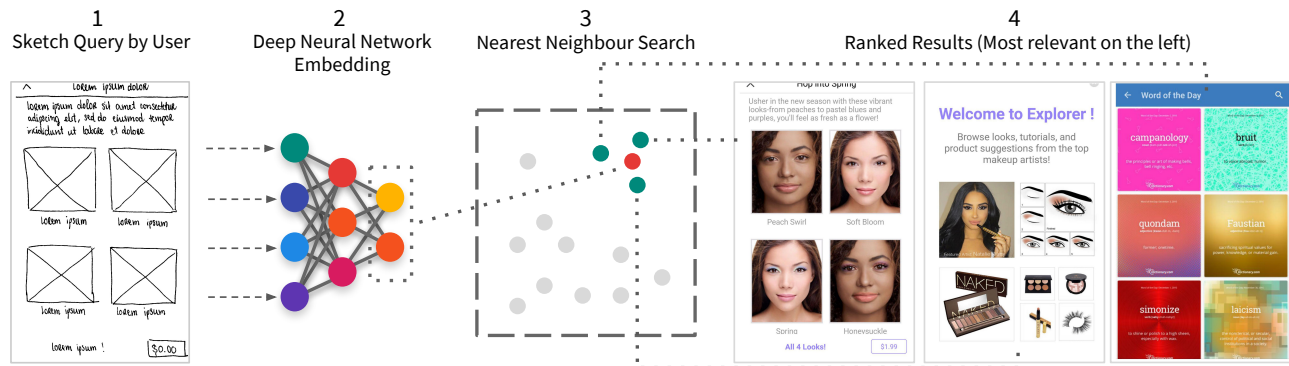 1
Sketch Query by User
2
Deep Neural Network
Embedding
3
Nearest Neighbour Search
4
Ranked Results (Most relevant on the left)
lorem ipsum dolor
lorem ipsum dolor sit amet consectetur
adipiscing elit, sed do eiusmod tempor
incididunt ut labore et dolore
lorem ipsum
lorem ipsum
lorem ipsum
lorem ipsum
lorem ipsum !
$0.00
Hop Into Spring
Usher in the new season with these vibrant
looks-from peaches to pastel blues and
purples, you'll feel as fresh as a flower!
Peach Swirl
Soft Bloom
Spring
Honeysuckle
All 4 Looks!
$1.99
Welcome to Explorer !
Browse looks, tutorials, and
product suggestions from the top
makeup artists!
NAKED
NAKED
Word of the Day
campanology
bruit
quondam
Faustian
simonize
laicism